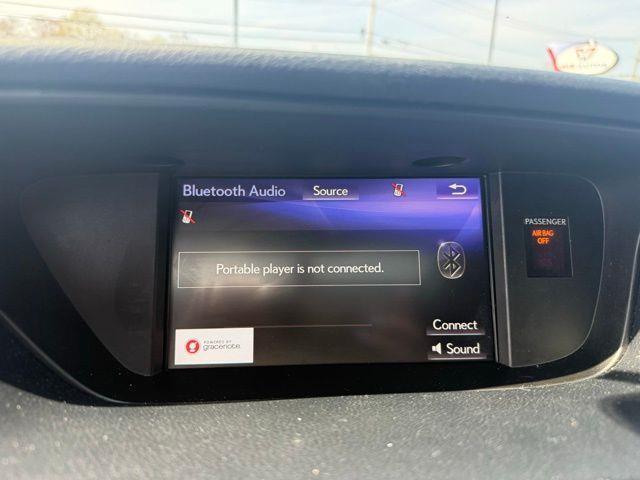 Bluetooth Audio
Source
Portable player is not connected.
POWERED BY
gracenote.
Connect
Sound
PASSENGER
AIR BAG
OFF